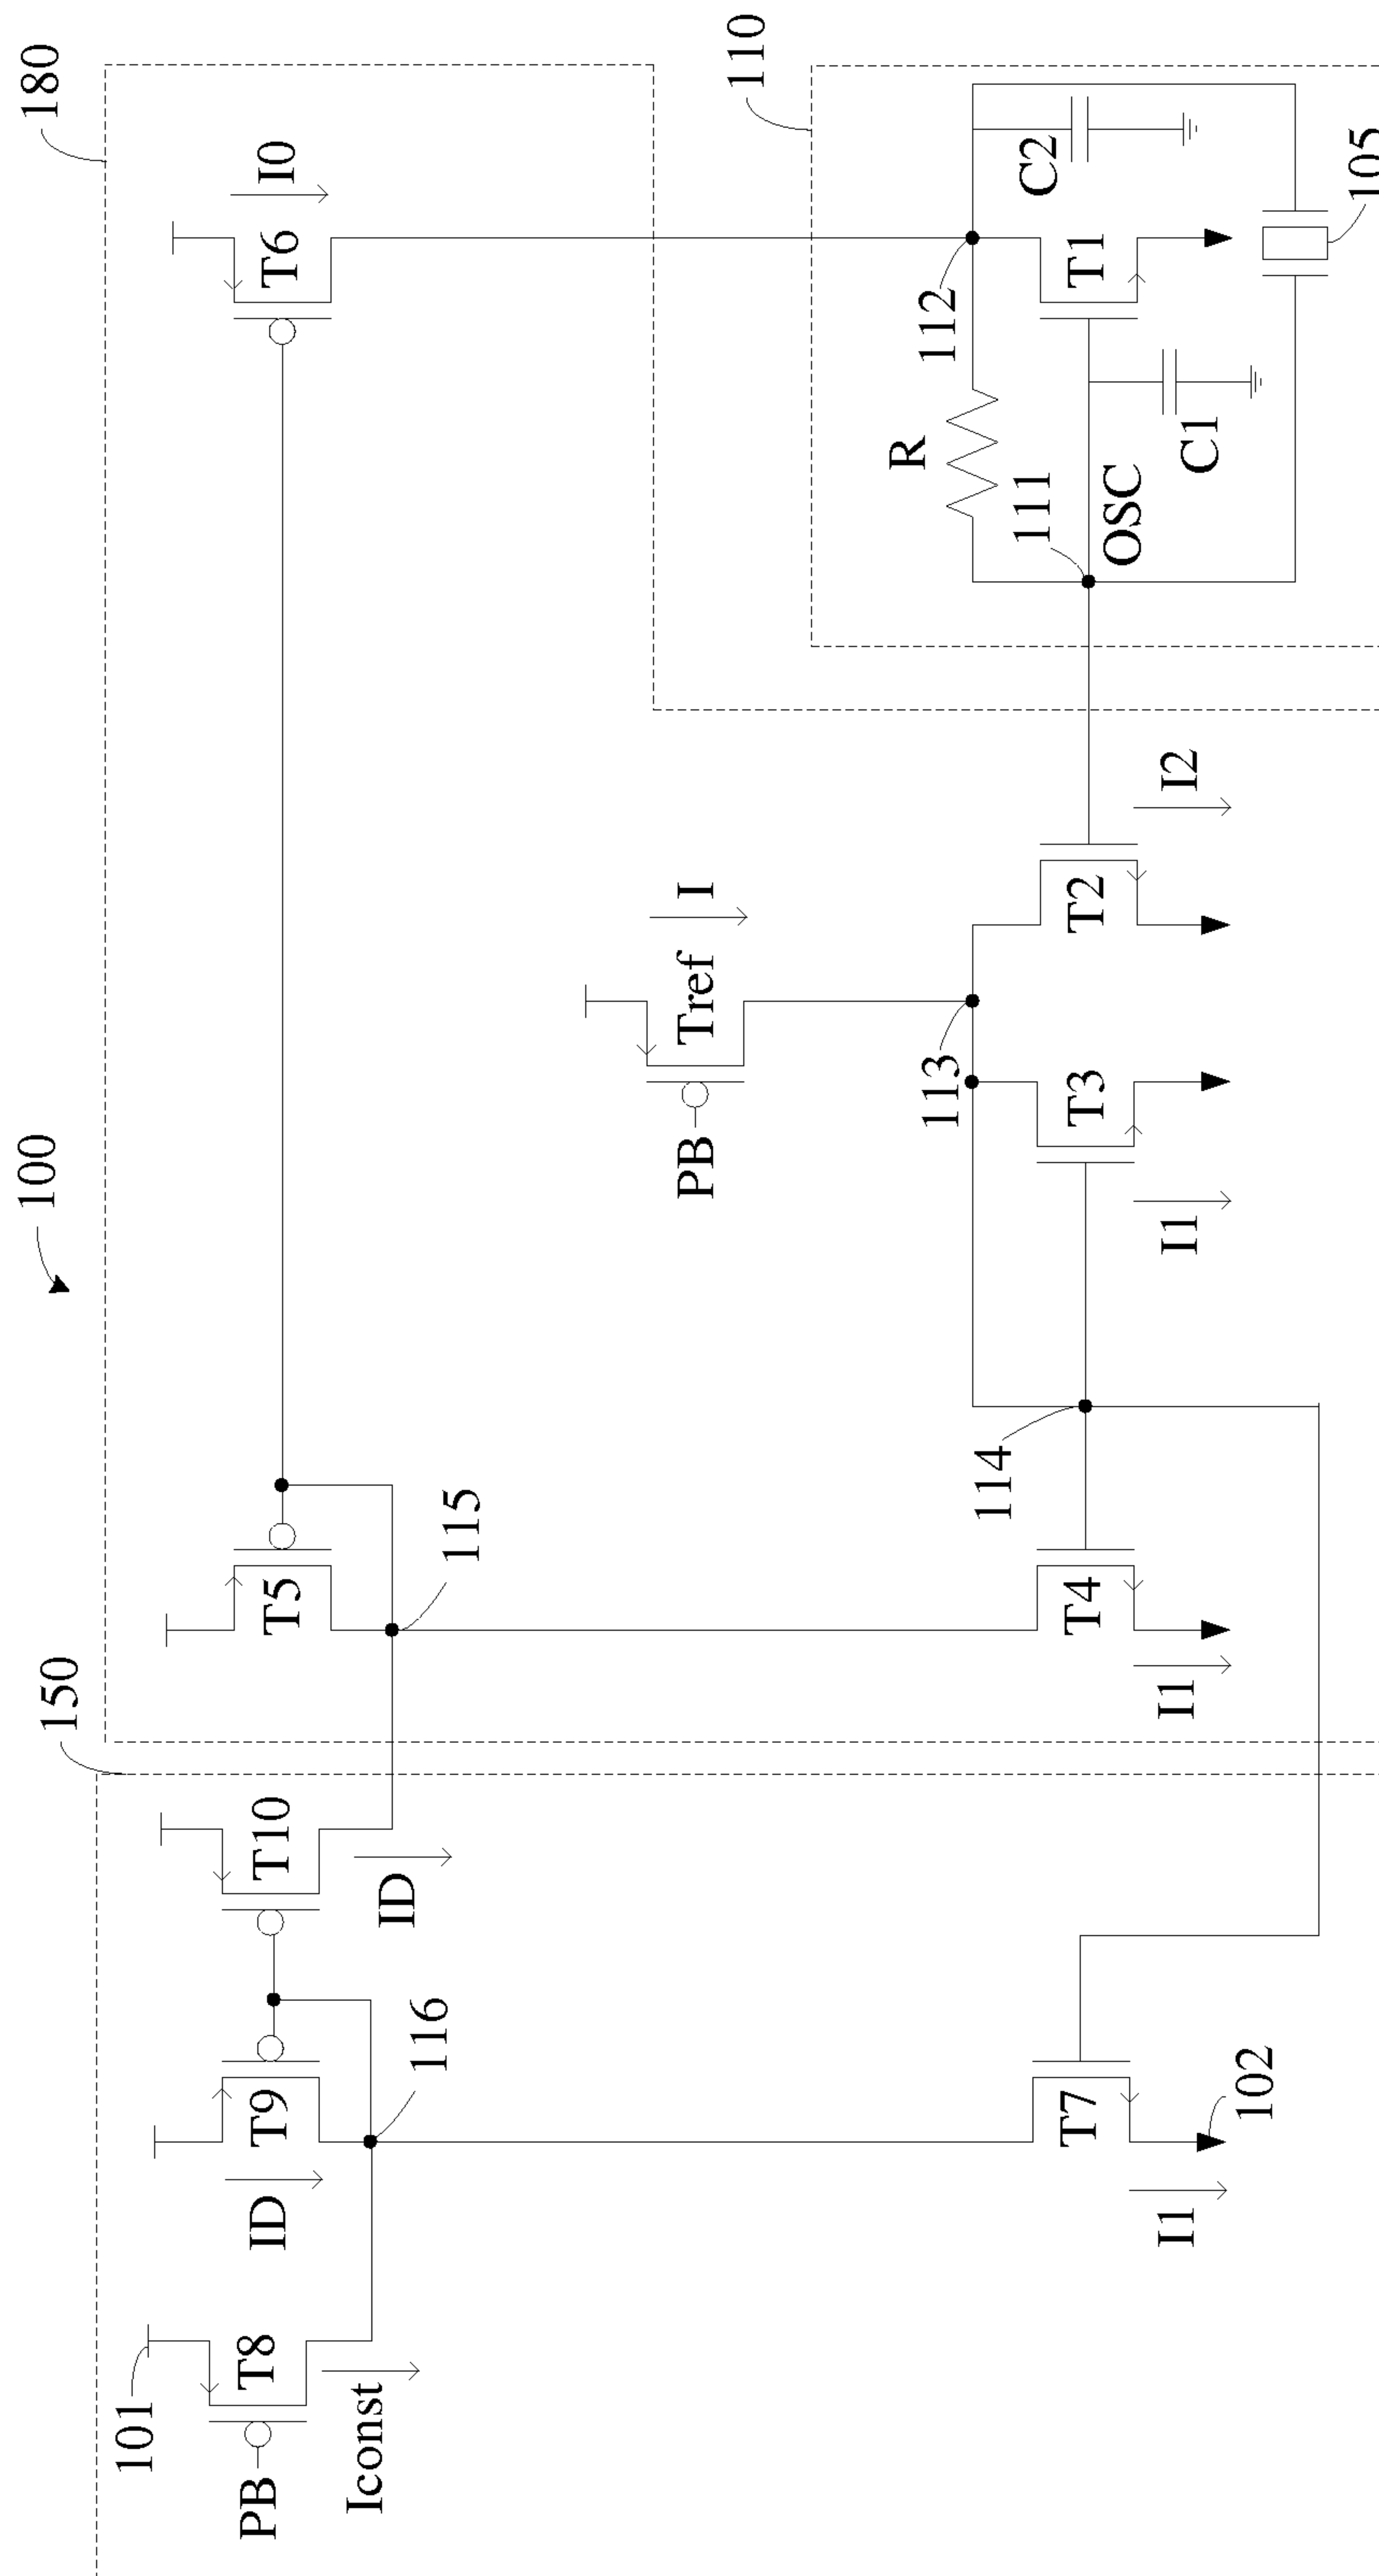 100
150
180
101
PB
T8
Iconst
T9
ID
116
T10
ID
T7
I1
102
T5
115
T6
I0
T4
I1
114
PB
Tref
I
113
T3
I1
T2
I2
110
112
R
111
OSC
T1
C1
C2
105